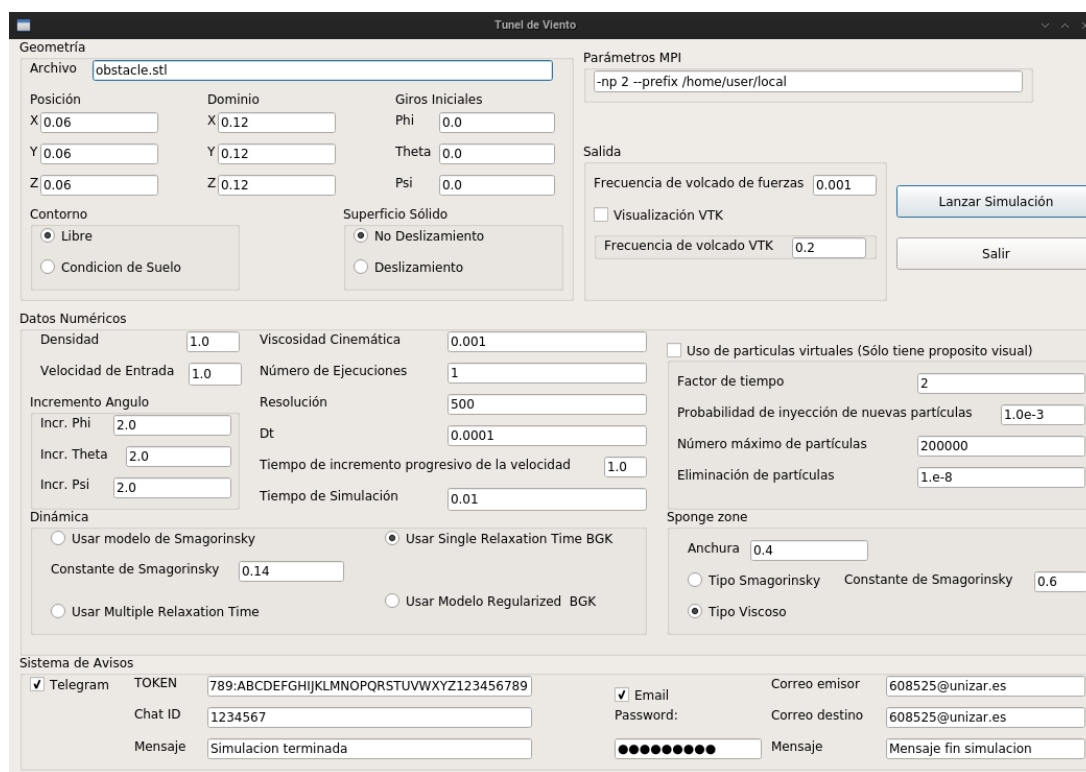 Tunel de Viento
Geometría
Archivo obstacle.stl
Posición Dominio Giros Iniciales
X 0.06 X 0.12 Phi 0.0
Y 0.06 Y 0.12 Theta 0.0
Z 0.06 Z 0.12 Psi 0.0
Contorno Superficio Sólido
Libre No Deslizamiento
Condicion de Suelo Deslizamiento
Parámetros MPI
-np 2 --prefix /home/user/local
Salida
Frecuencia de volcado de fuerzas 0.001
Visualización VTK
Frecuencia de volcado VTK 0.2
Lanzar Simulación
Salir
Datos Numéricos
Densidad 1.0
Velocidad de Entrada 1.0
Incremento Angulo
Incr. Phi 2.0
Incr. Theta 2.0
Incr. Psi 2.0
Viscosidad Cinemática 0.001
Número de Ejecuciones 1
Resolución 500
Dt 0.0001
Tiempo de incremento progresivo de la velocidad 1.0
Tiempo de Simulación 0.01
Uso de particulas virtuales (Sólo tiene proposito visual)
Factor de tiempo 2
Probabilidad de inyección de nuevas partículas 1.0e-3
Número máximo de partículas 200000
Eliminación de partículas 1.e-8
Dinámica
Usar modelo de Smagorinsky Usar Single Relaxation Time BGK
Constante de Smagorinsky 0.14
Usar Multiple Relaxation Time Usar Modelo Regularized BGK
Sponge zone
Anchura 0.4
Tipo Smagorinsky Constante de Smagorinsky 0.6
Tipo Viscoso
Sistema de Avisos
Telegram TOKEN 789:ABCDEFGHIJKLMNOPQRSTUVWXYZ123456789
Chat ID 1234567
Mensaje Simulacion terminada
Email Correo emisor 608525@unizar.es
Password: Correo destino 608525@unizar.es
●●●●●●●●● Mensaje Mensaje fin simulacion